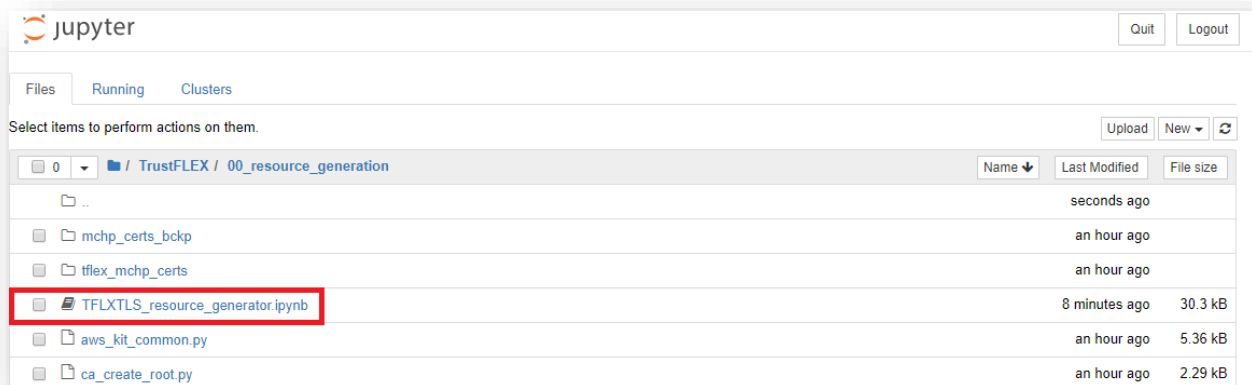 jupyter
Quit Logout
Files Running Clusters
Select items to perform actions on them.
Upload New
0 / TrustFLEX / 00_resource_generation Name Last Modified File size
.. seconds ago
mchp_certs_bckp an hour ago
tflex_mchp_certs an hour ago
TFLXTLS_resource_generator.ipynb 8 minutes ago 30.3 kB
aws_kit_common.py an hour ago 5.36 kB
ca_create_root.py an hour ago 2.29 kB